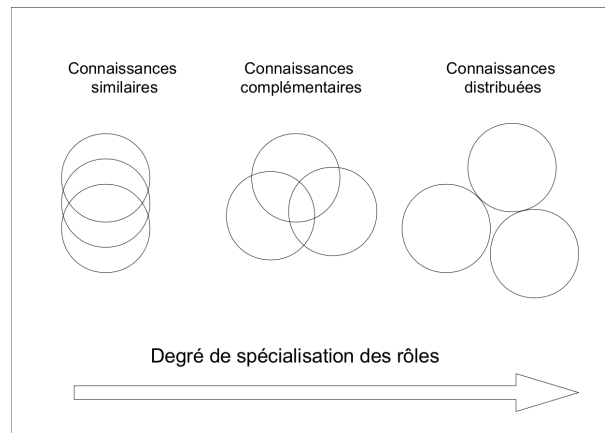 Connaissances
similaires
Connaissances
complémentaires
Connaissances
distribuées
Degré de spécialisation des rôles